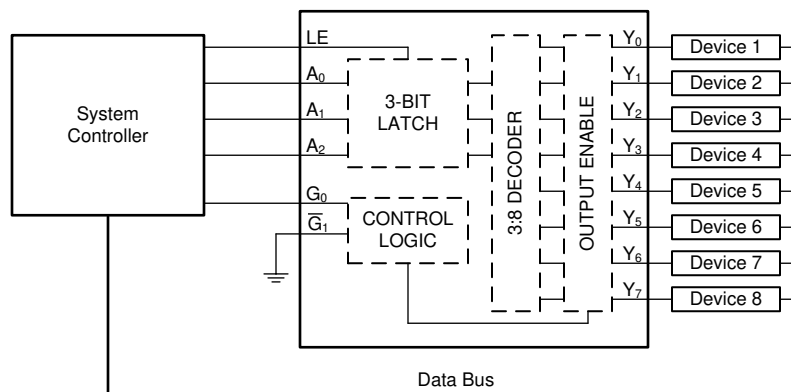 System
Controller
LE
A0
A1
A2
G0
G̅1
3-BIT
LATCH
CONTROL
LOGIC
3:8 DECODER
OUTPUT ENABLE
Y0
Y1
Y2
Y3
Y4
Y5
Y6
Y7
Device 1
Device 2
Device 3
Device 4
Device 5
Device 6
Device 7
Device 8
Data Bus